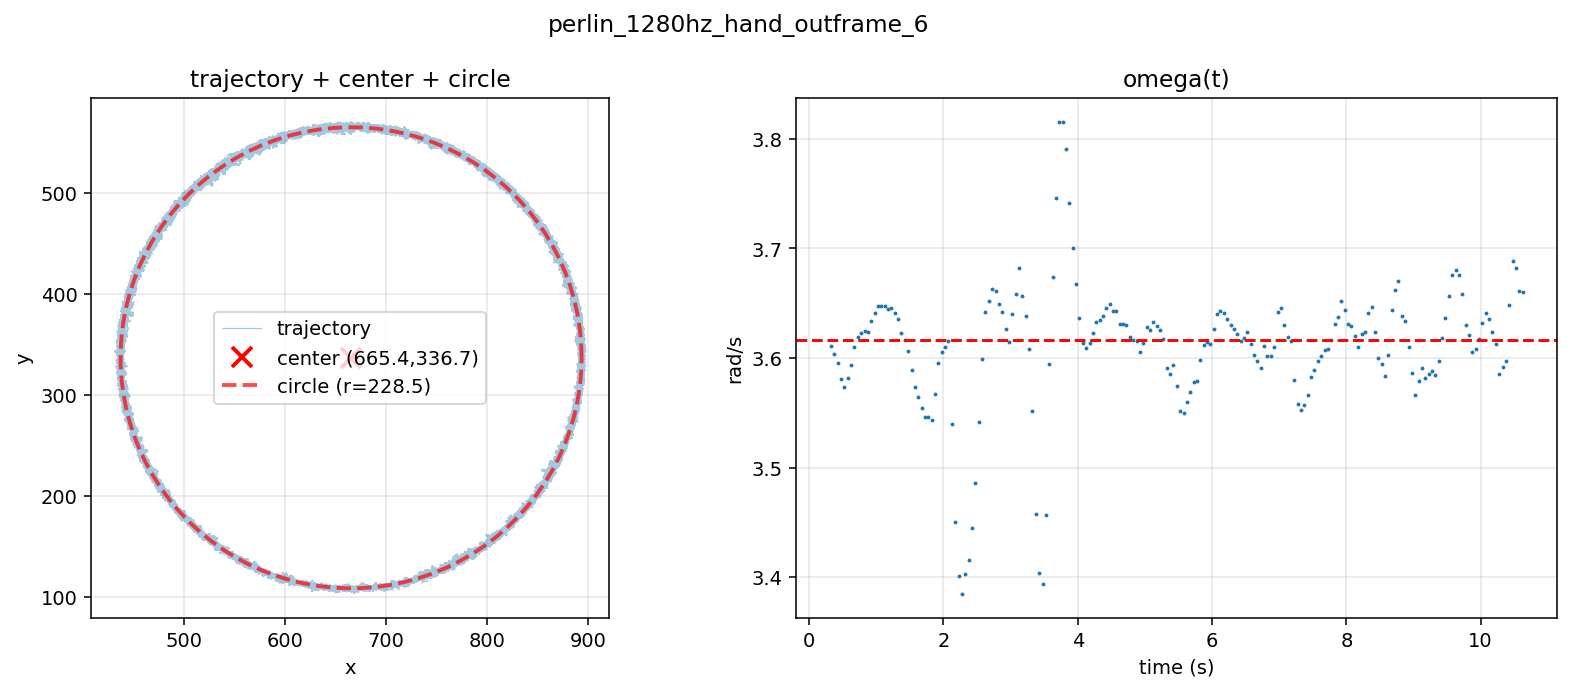 perlin_1280hz_hand_outframe_6
trajectory + center + circle
500
400
300
200
100
y
trajectory
center (665.4,336.7)
circle (r=228.5)
500 600 700 800 900
x
omega(t)
3.8
3.7
3.6
3.5
3.4
rad/s
0 2 4 6 8 10
time (s)